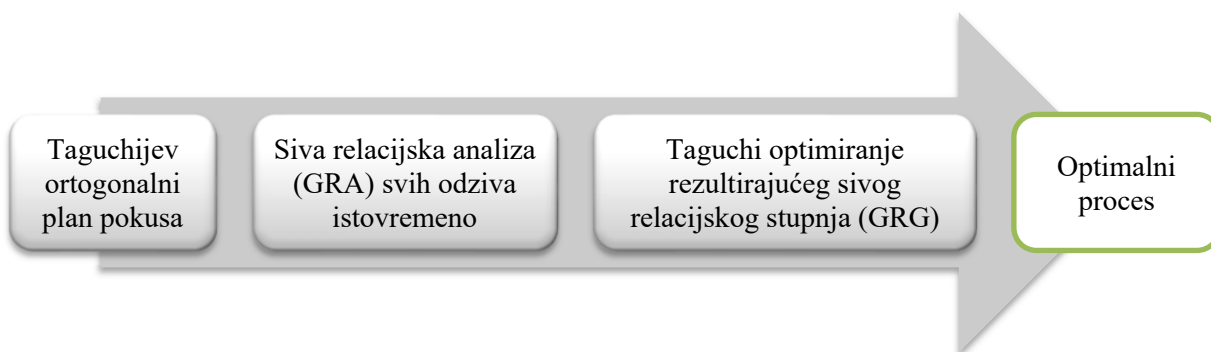 Taguchijev
ortogonalni
plan pokusa
Siva relacijska analiza
(GRA) svih odziva
istovremeno
Taguchi optimiranje
rezultirajućeg sivog
relacijskog stupnja (GRG)
Optimalni
proces